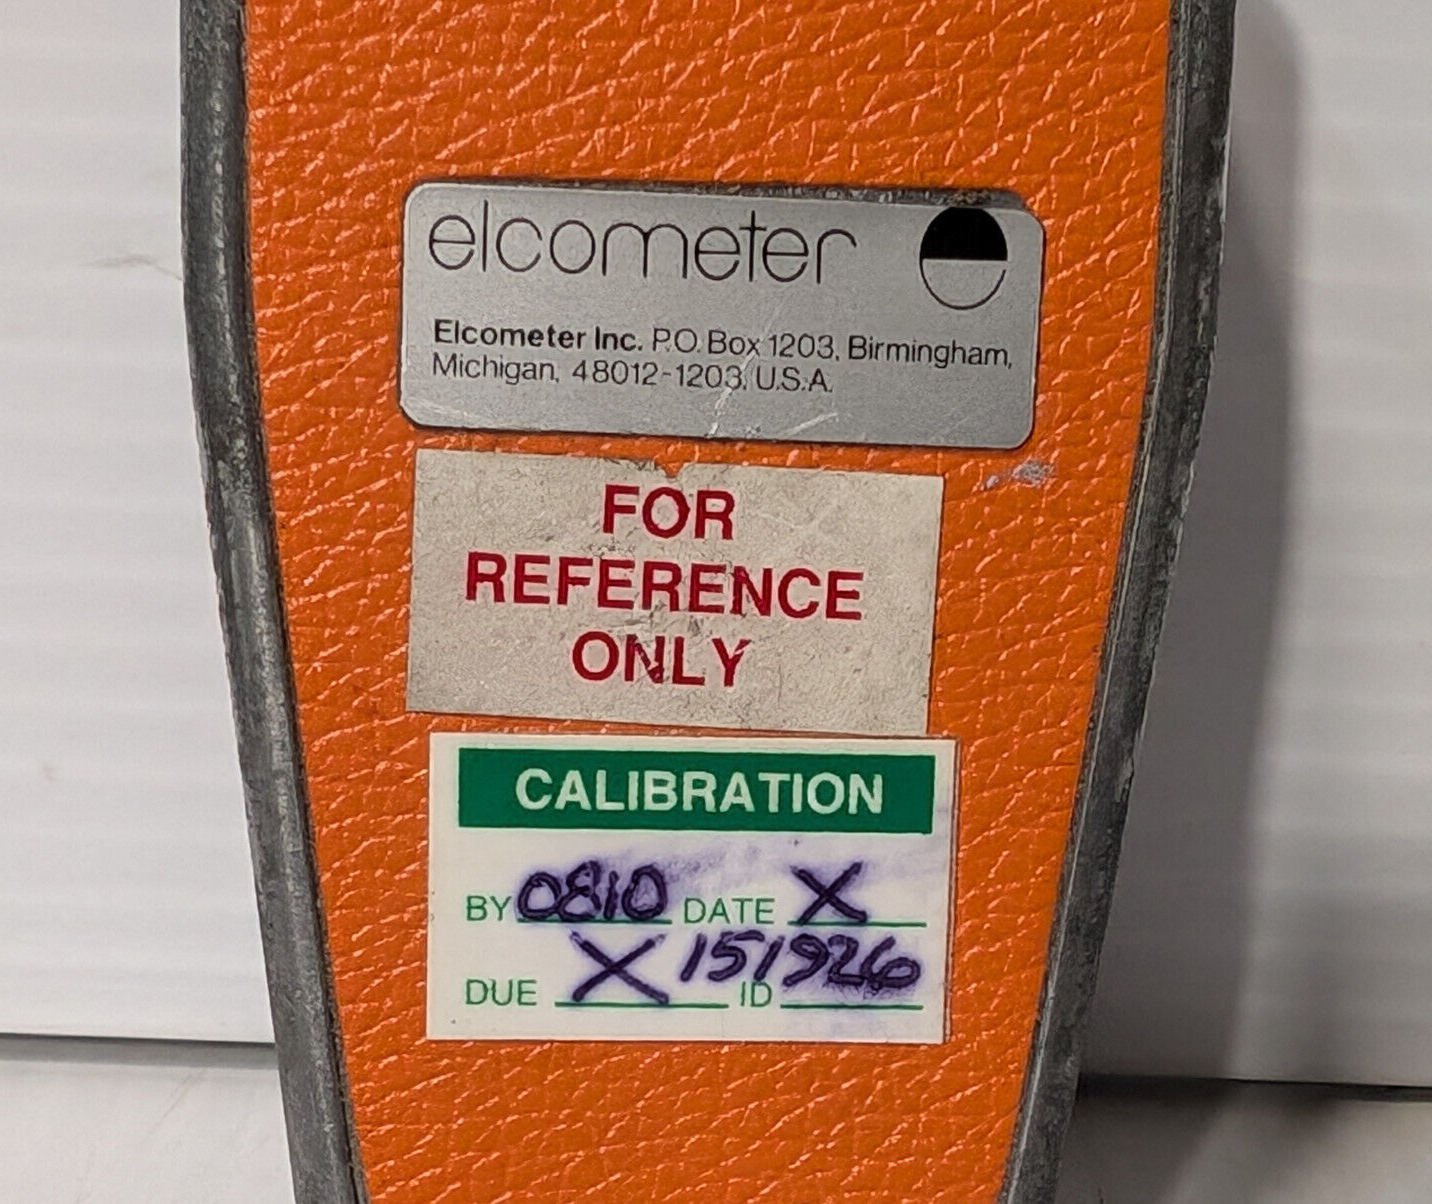 elcometer
Elcometer Inc. P.O. Box 1203, Birmingham,
Michigan, 48012-1203, U.S.A.
FOR
REFERENCE
ONLY
CALIBRATION
BY 0810 DATE X
DUE X ID 151926